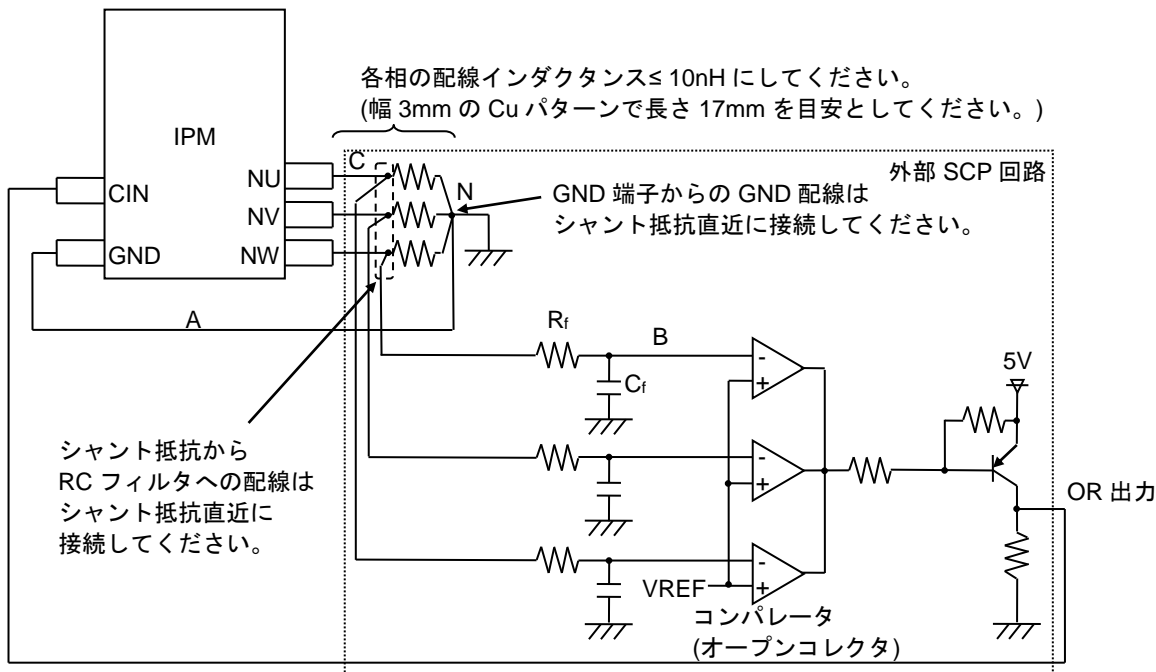 各相の配線インダクタンス≤ 10nH にしてください。
(幅 3mm の Cu パターンで長さ 17mm を目安としてください。)
IPM
CIN
GND
NU
NV
NW
C
N
外部 SCP 回路
GND 端子からの GND 配線は
シャント抵抗直近に接続してください。
A
Rf
B
Cf
-
+
5V
シャント抵抗から
RC フィルタへの配線は
シャント抵抗直近に
接続してください。
-
+
OR 出力
-
+
VREF
コンパレータ
(オープンコレクタ)